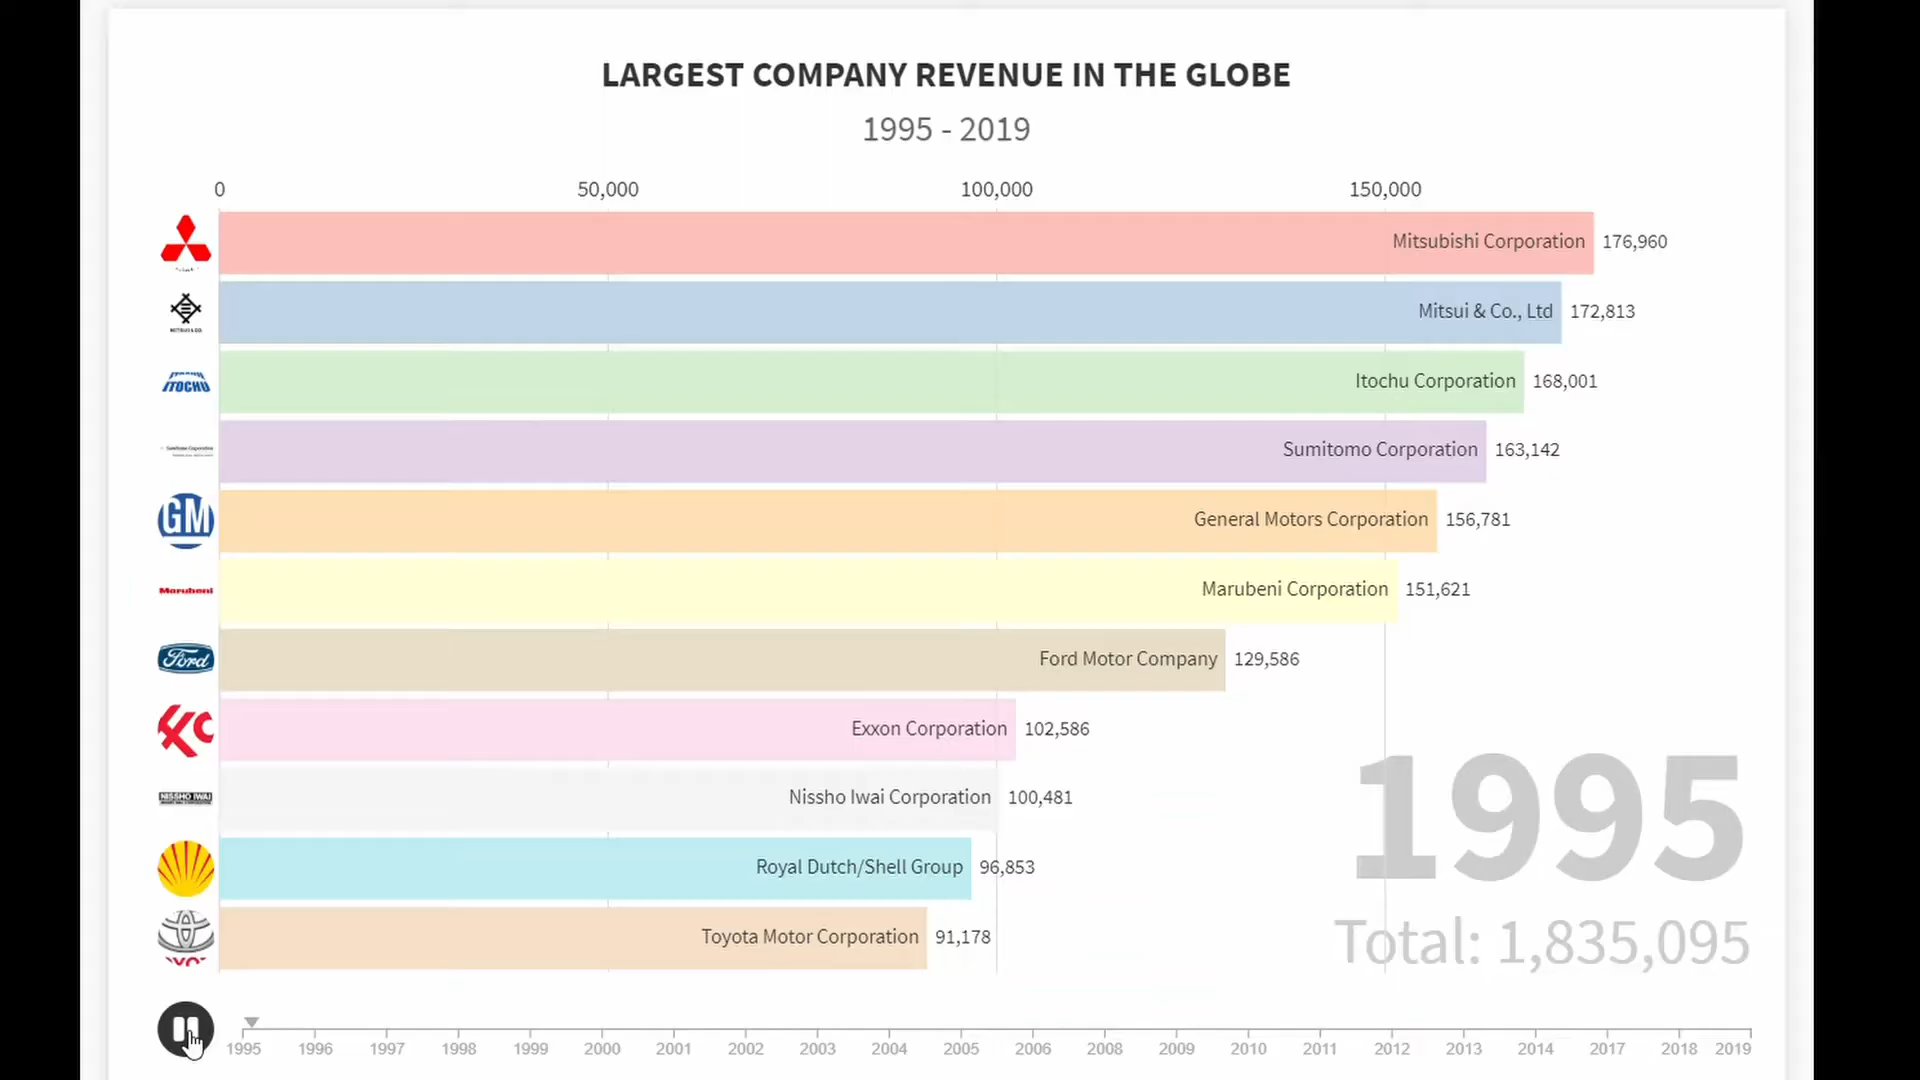 LARGEST COMPANY REVENUE IN THE GLOBE
1995 - 2019
0 50,000 100,000 150,000
Mitsubishi Corporation 176,960
MITSUI & CO. Mitsui & Co., Ltd 172,813
ITOCHU Itochu Corporation 168,001
Sumitomo Corporation Sumitomo Corporation 163,142
GM General Motors Corporation 156,781
Marubeni Marubeni Corporation 151,621
Ford Ford Motor Company 129,586
Exxon Corporation 102,586
NISSHO IWAI Nissho Iwai Corporation 100,481
Royal Dutch/Shell Group 96,853
Toyota Motor Corporation 91,178
1995
Total: 1,835,095
1995 1996 1997 1998 1999 2000 2001 2002 2003 2004 2005 2006 2008 2009 2010 2011 2012 2013 2014 2017 2018 2019